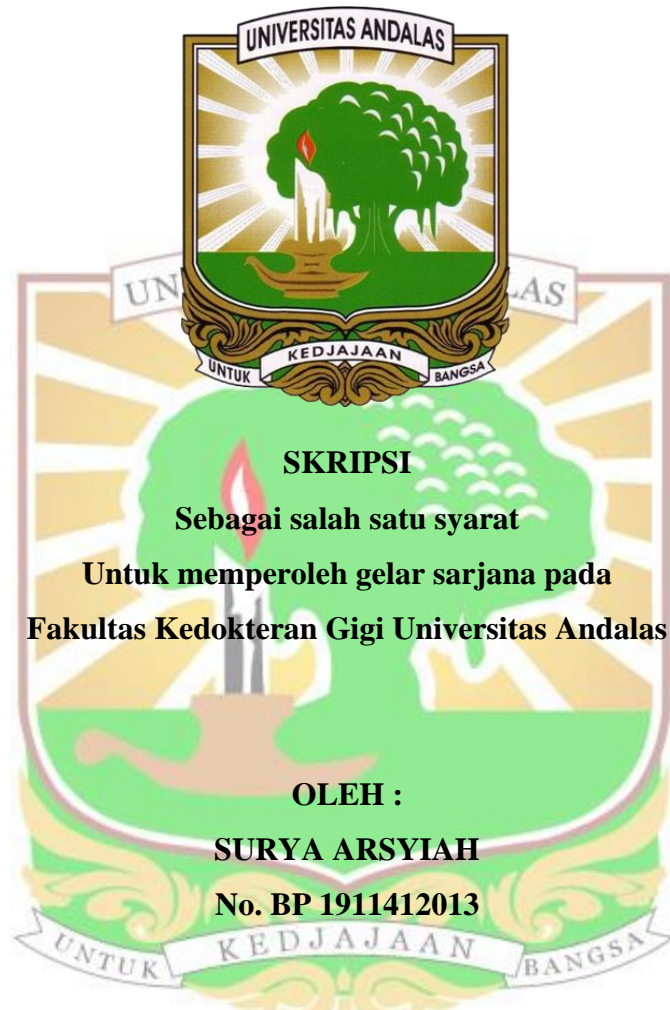 UNIVERSITAS ANDALAS
UNTUK KEDJAJAAN BANGSA
SKRIPSI
Sebagai salah satu syarat
Untuk memperoleh gelar sarjana pada
Fakultas Kedokteran Gigi Universitas Andalas
OLEH :
SURYA ARSYIAH
No. BP 1911412013
UNTUK KEDJAJAAN BANGSA